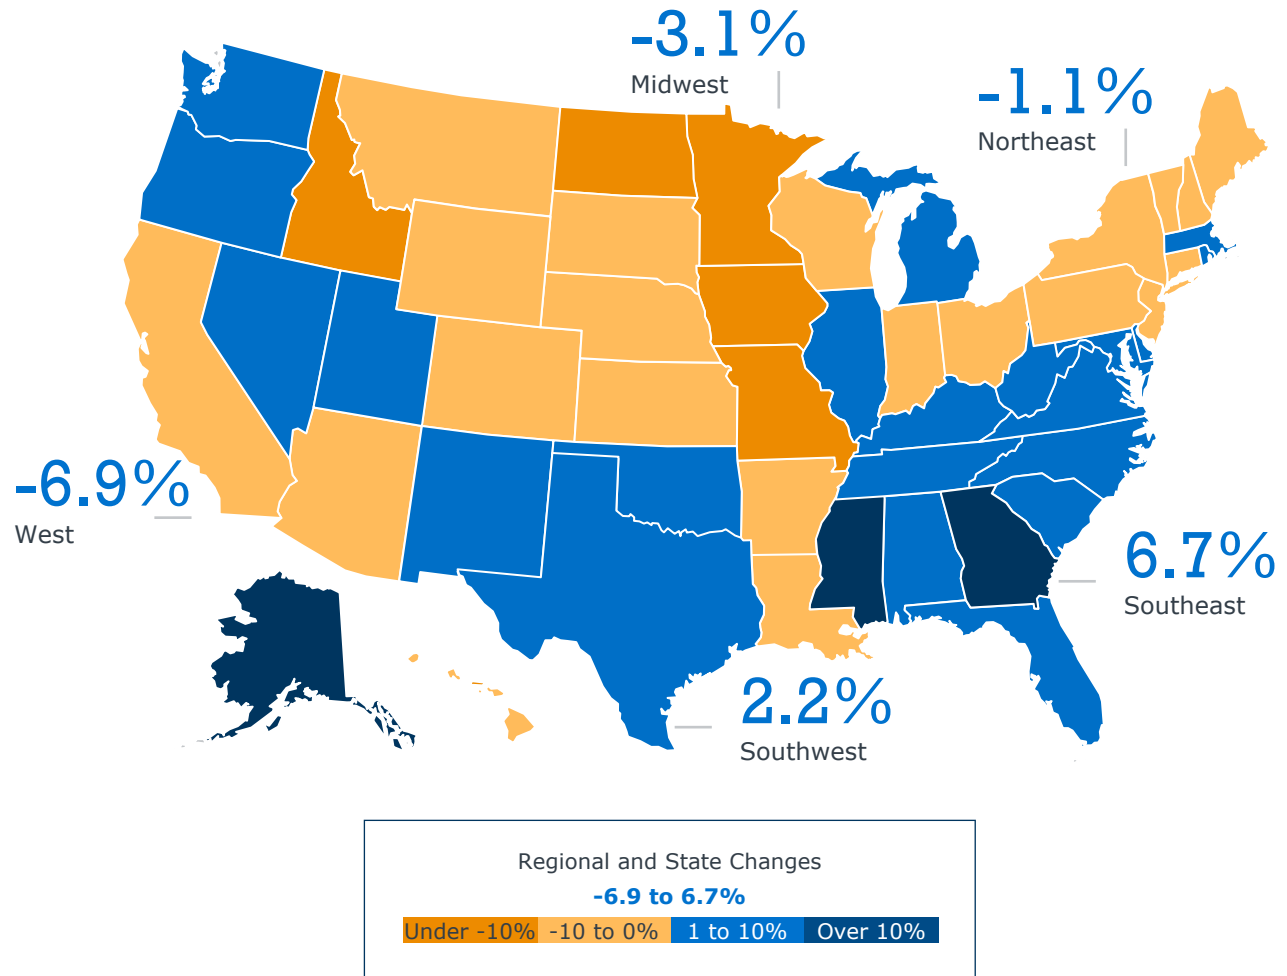 -3.1%
Midwest
-1.1%
Northeast
-6.9%
West
6.7%
Southeast
2.2%
Southwest
Regional and State Changes
-6.9 to 6.7%
Under -10% -10 to 0% 1 to 10% Over 10%